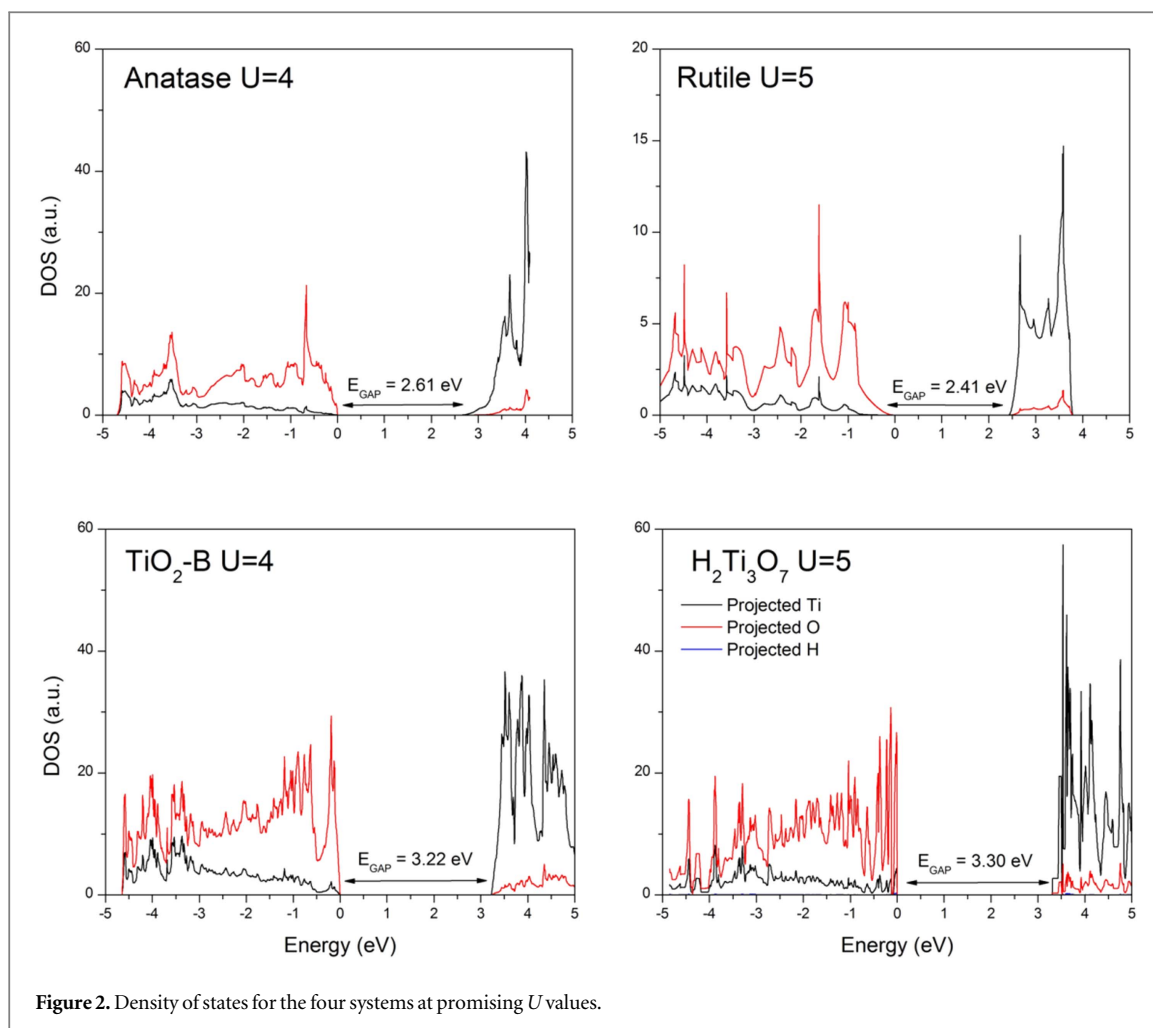 Anatase U=4
60
40
20
0
DOS (a.u.)
E_GAP = 2.61 eV
-5 -4 -3 -2 -1 0 1 2 3 4 5
Rutile U=5
20
15
10
5
0
E_GAP = 2.41 eV
-5 -4 -3 -2 -1 0 1 2 3 4 5
TiO₂-B U=4
60
40
20
0
DOS (a.u.)
E_GAP = 3.22 eV
-5 -4 -3 -2 -1 0 1 2 3 4 5
Energy (eV)
H₂Ti₃O₇ U=5
Projected Ti
Projected O
Projected H
60
40
20
0
E_GAP = 3.30 eV
-5 -4 -3 -2 -1 0 1 2 3 4 5
Energy (eV)
Figure 2. Density of states for the four systems at promising U values.